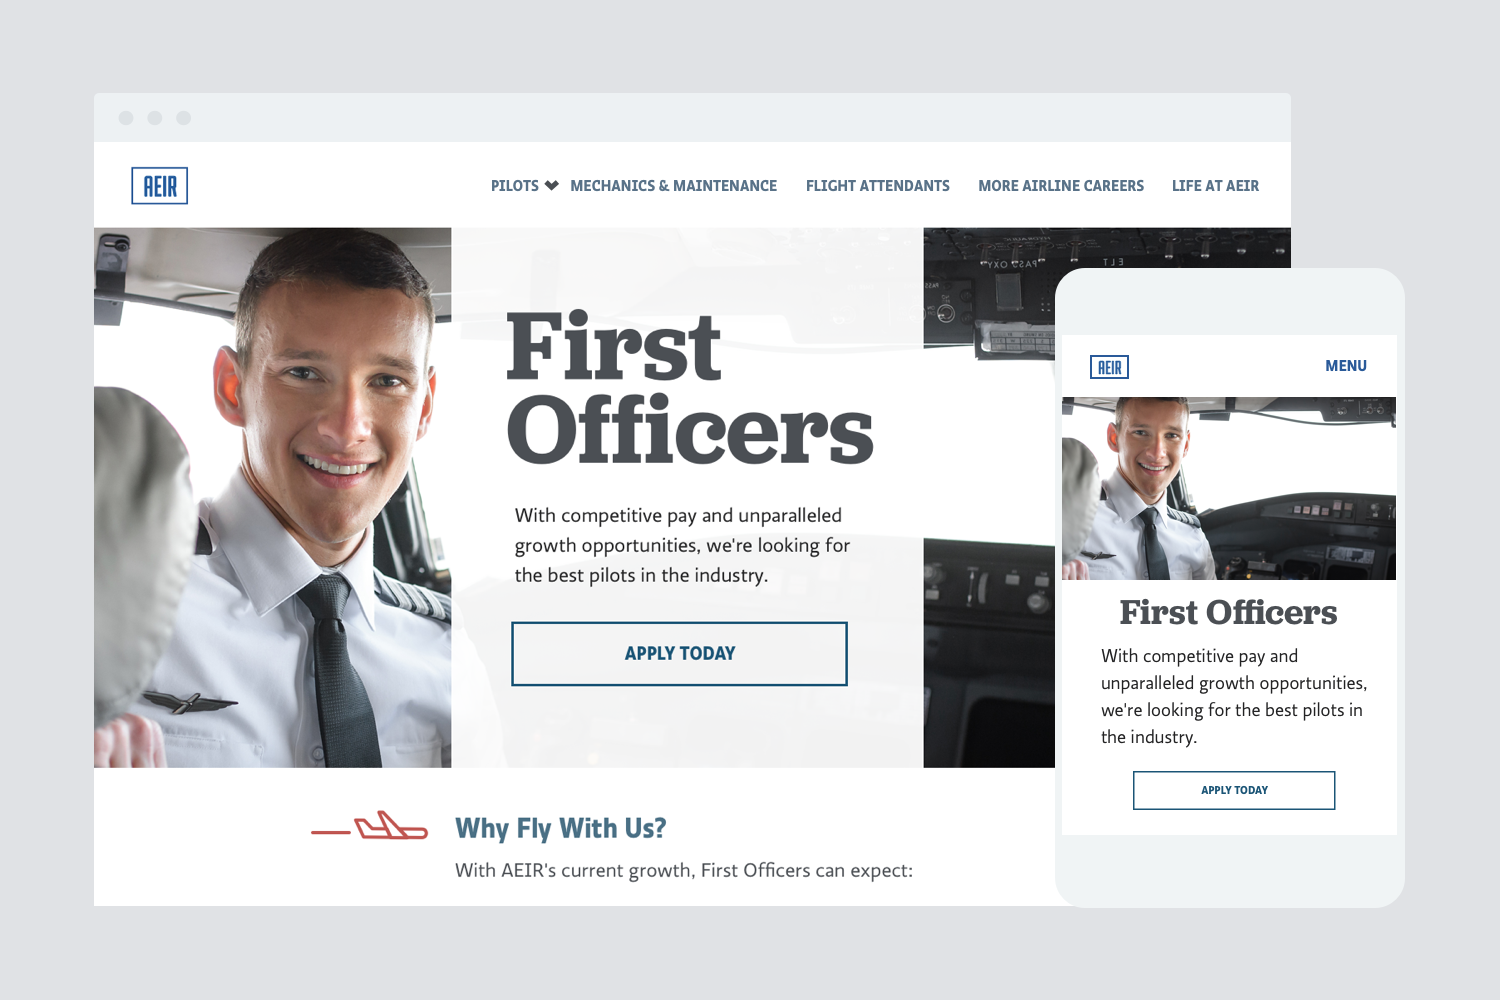 AEIR
PILOTS
MECHANICS & MAINTENANCE
FLIGHT ATTENDANTS
MORE AIRLINE CAREERS
LIFE AT AEIR
First
Officers
With competitive pay and unparalleled
growth opportunities, we're looking for
the best pilots in the industry.
APPLY TODAY
PASS OXY
ELT
Why Fly With Us?
With AEIR's current growth, First Officers can expect:
AEIR
MENU
First Officers
With competitive pay and
unparalleled growth opportunities,
we're looking for the best pilots in
the industry.
APPLY TODAY